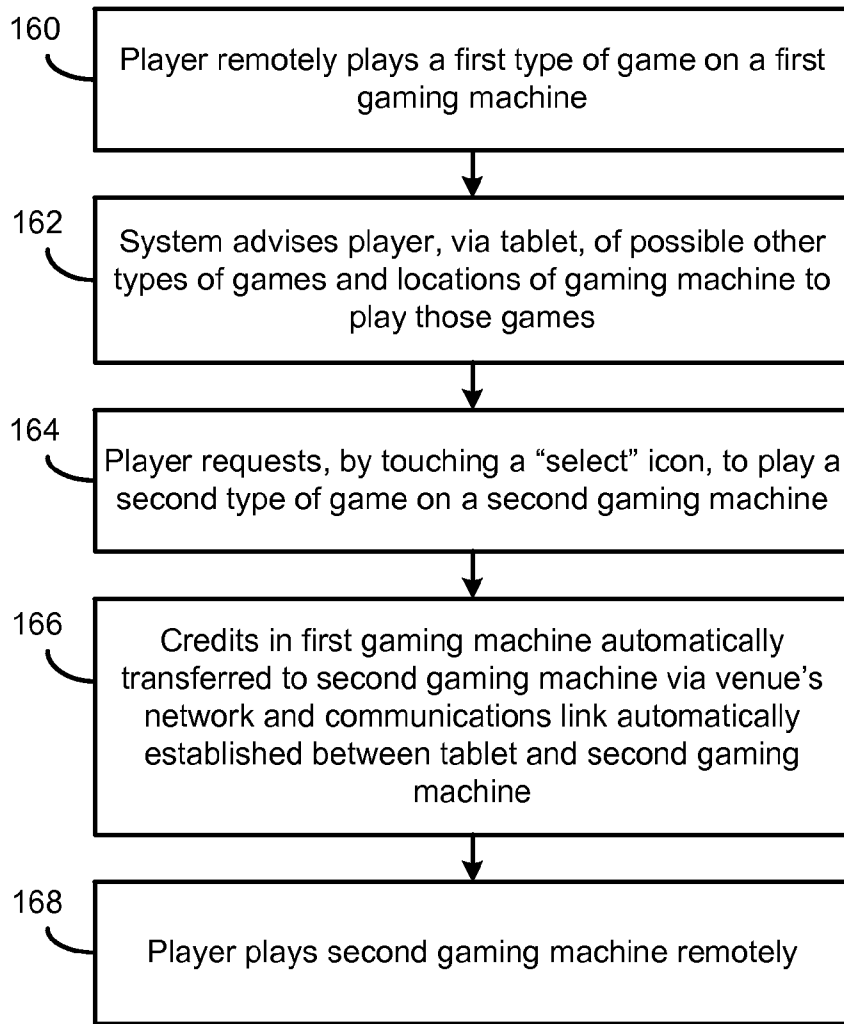 160
Player remotely plays a first type of game on a first
gaming machine
162
System advises player, via tablet, of possible other
types of games and locations of gaming machine to
play those games
164
Player requests, by touching a “select” icon, to play a
second type of game on a second gaming machine
166
Credits in first gaming machine automatically
transferred to second gaming machine via venue’s
network and communications link automatically
established between tablet and second gaming
machine
168
Player plays second gaming machine remotely